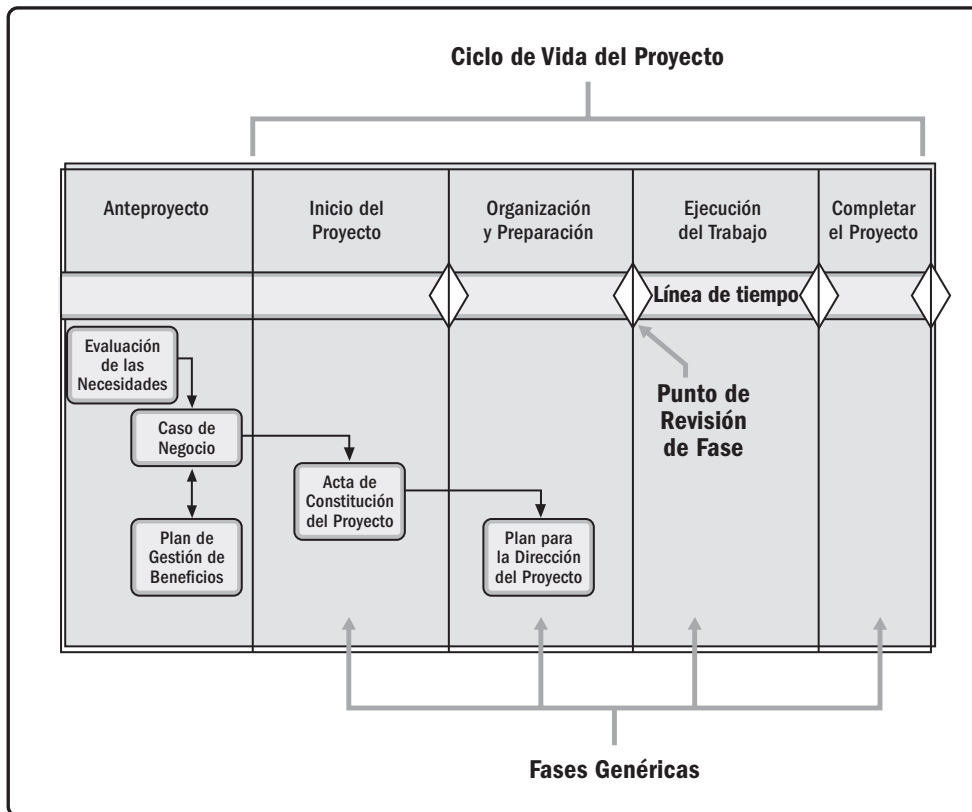 Ciclo de Vida del Proyecto
Anteproyecto
Inicio del
Proyecto
Organización
y Preparación
Ejecución
del Trabajo
Completar
el Proyecto
Línea de tiempo
Evaluación
de las
Necesidades
Caso de
Negocio
Plan de
Gestión de
Beneficios
Acta de
Constitución
del Proyecto
Plan para
la Dirección
del Proyecto
Punto de
Revisión
de Fase
Fases Genéricas